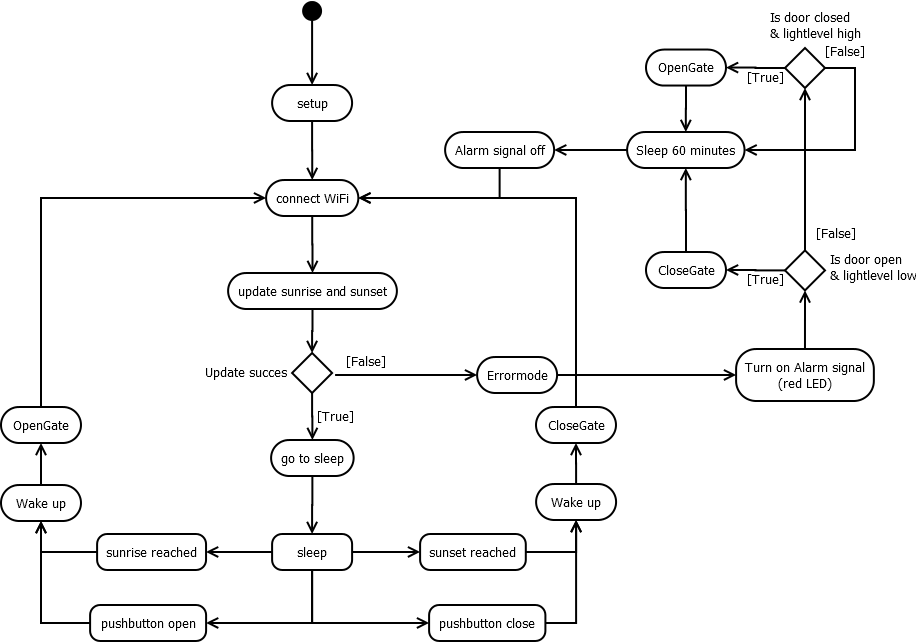 Is door closed
& lightlevel high
[False]
OpenGate
[True]
setup
Alarm signal off
Sleep 60 minutes
connect WiFi
[False]
Is door open
& lightlevel low
CloseGate
[True]
update sunrise and sunset
Update succes
[False]
Errormode
Turn on Alarm signal
(red LED)
[True]
OpenGate
CloseGate
go to sleep
Wake up
Wake up
sunrise reached
sleep
sunset reached
pushbutton open
pushbutton close